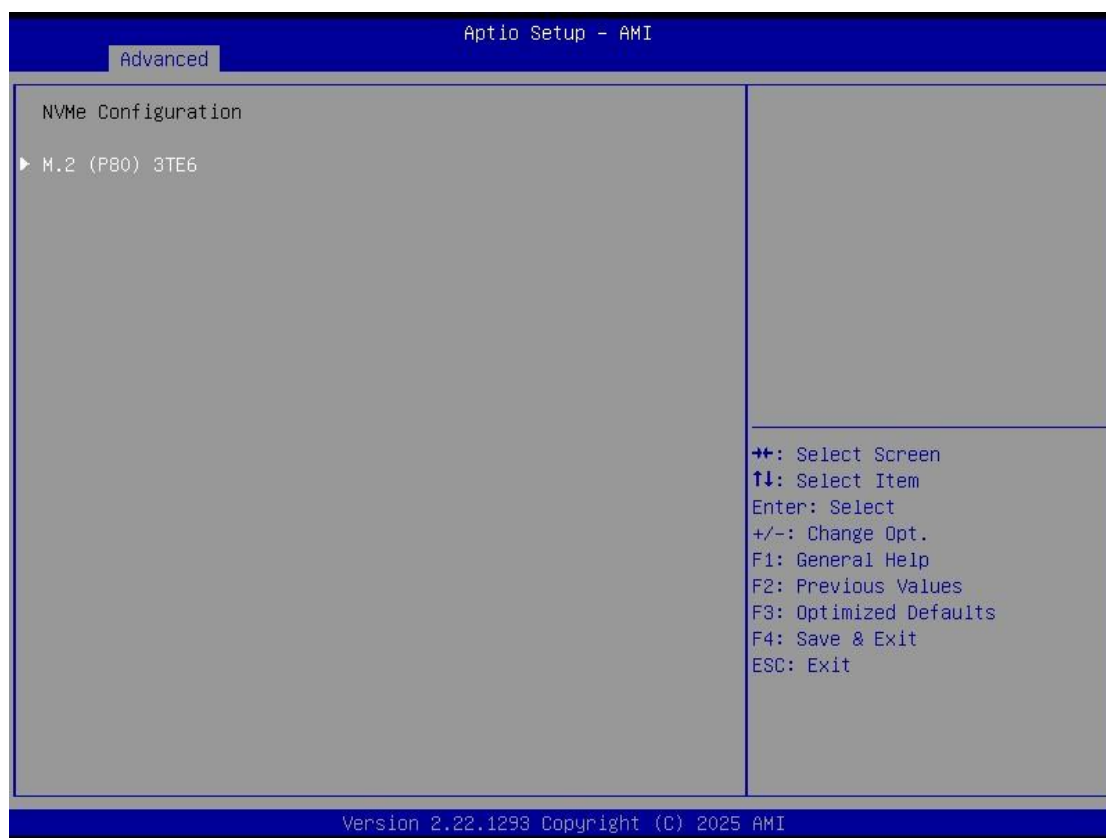 Aptio Setup - AMI
Advanced
NVMe Configuration
▶ M.2 (P80) 3TE6
→←: Select Screen
↑↓: Select Item
Enter: Select
+/-: Change Opt.
F1: General Help
F2: Previous Values
F3: Optimized Defaults
F4: Save & Exit
ESC: Exit
Version 2.22.1293 Copyright (C) 2025 AMI